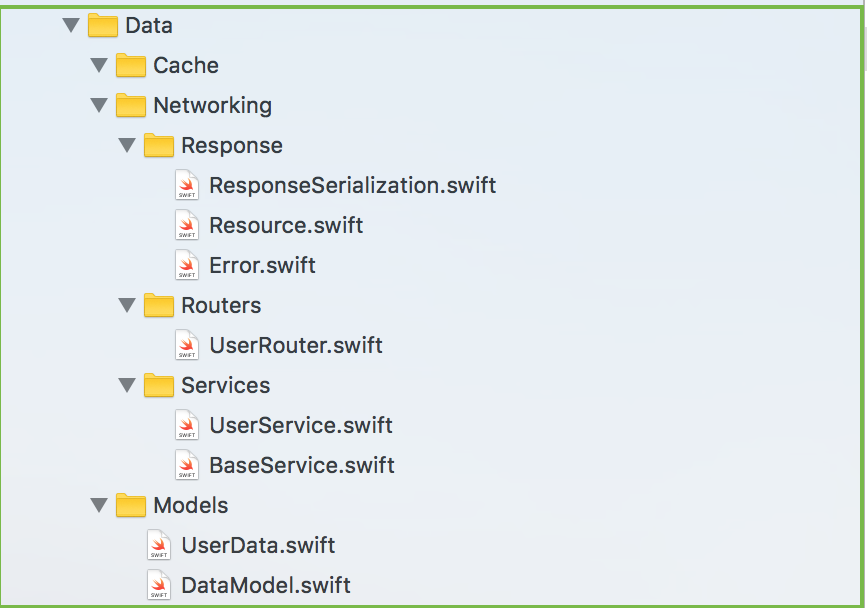 Data
Cache
Networking
Response
SWIFT ResponseSerialization.swift
SWIFT Resource.swift
SWIFT Error.swift
Routers
SWIFT UserRouter.swift
Services
SWIFT UserService.swift
SWIFT BaseService.swift
Models
SWIFT UserData.swift
SWIFT DataModel.swift